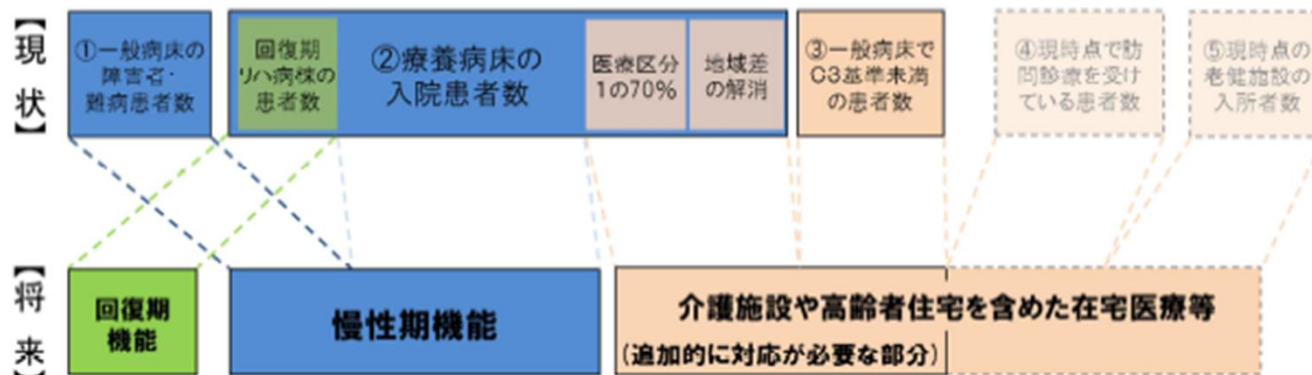 【現状】
①一般病床の
障害者・
難病患者数
回復期
リハ病棟の
患者数
②療養病床の
入院患者数
医療区分
1の70%
地域差
の解消
③一般病床で
C3基準未満
の患者数
④現時点で訪
問診療を受け
ている患者数
⑤現時点の
老健施設の
入所者数
【将来
回復期
機能
慢性期機能
介護施設や高齢者住宅を含めた在宅医療等
(追加的に対応が必要な部分)